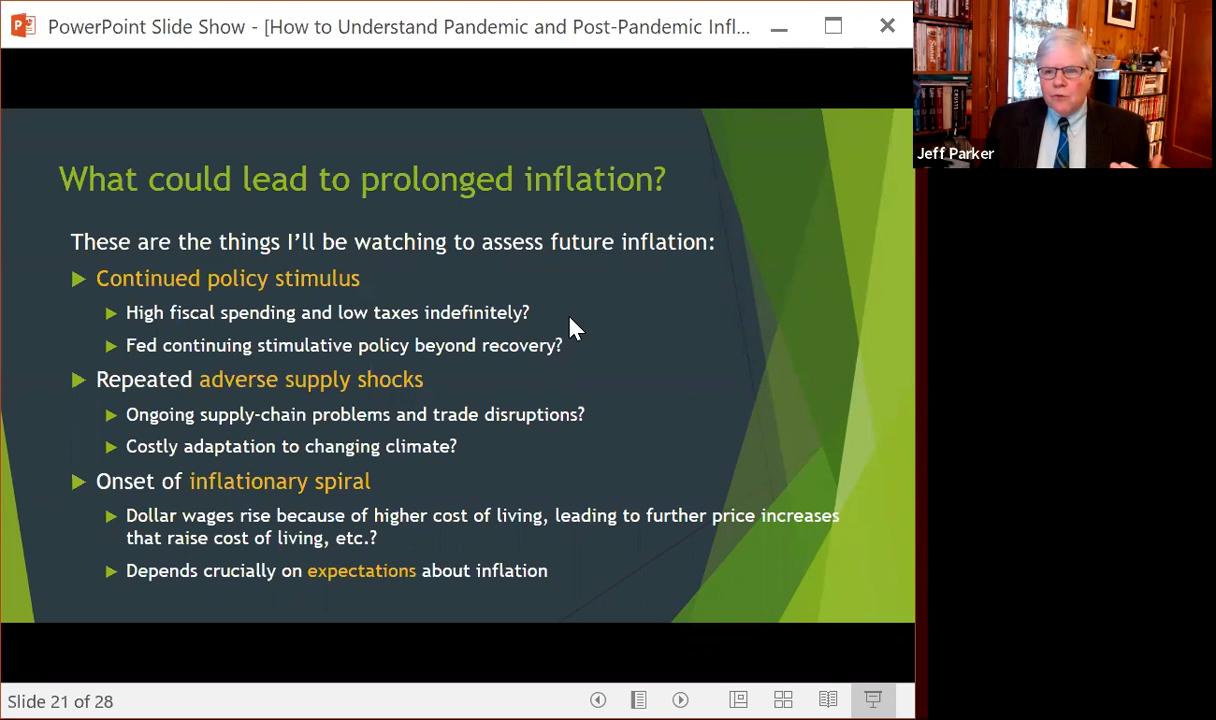 PowerPoint Slide Show - [How to Understand Pandemic and Post-Pandemic Infl...
Jeff Parker
What could lead to prolonged inflation?
These are the things I'll be watching to assess future inflation:
Continued policy stimulus
High fiscal spending and low taxes indefinitely?
Fed continuing stimulative policy beyond recovery?
Repeated adverse supply shocks
Ongoing supply-chain problems and trade disruptions?
Costly adaptation to changing climate?
Onset of inflationary spiral
Dollar wages rise because of higher cost of living, leading to further price increases
that raise cost of living, etc.?
Depends crucially on expectations about inflation
Slide 21 of 28